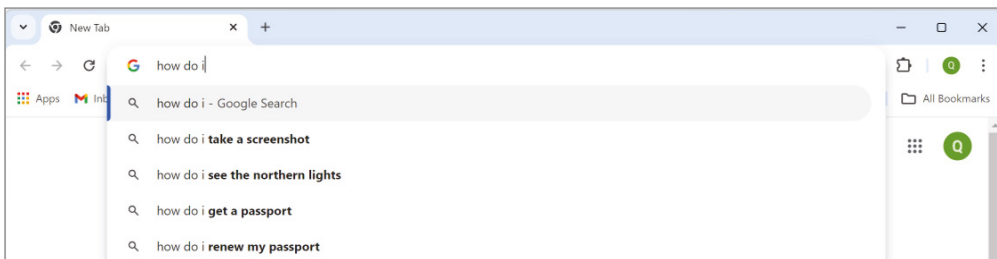 New Tab
how do i
Apps Inb All Bookmarks
how do i - Google Search
how do i take a screenshot
Q
how do i see the northern lights
how do i get a passport
how do i renew my passport